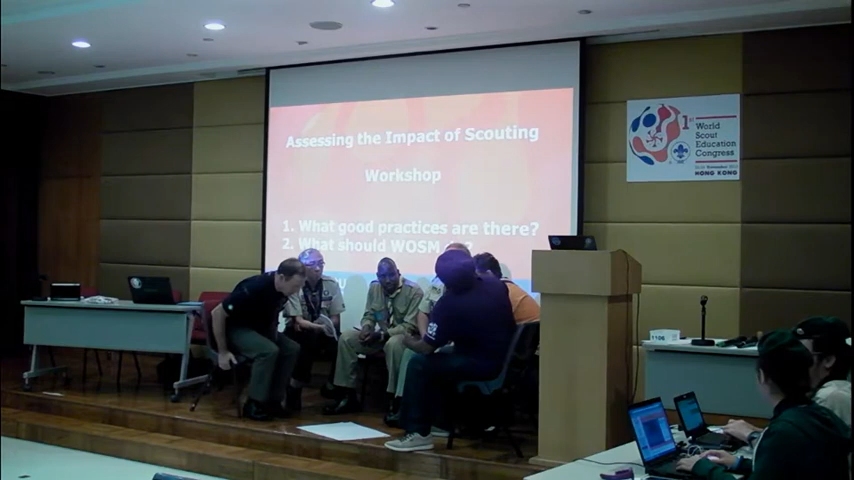 Assessing the Impact of Scouting
Workshop
1. What good practices are there?
2. What should WOSM
1st
World
Scout
Education
Congress
HONG KONG